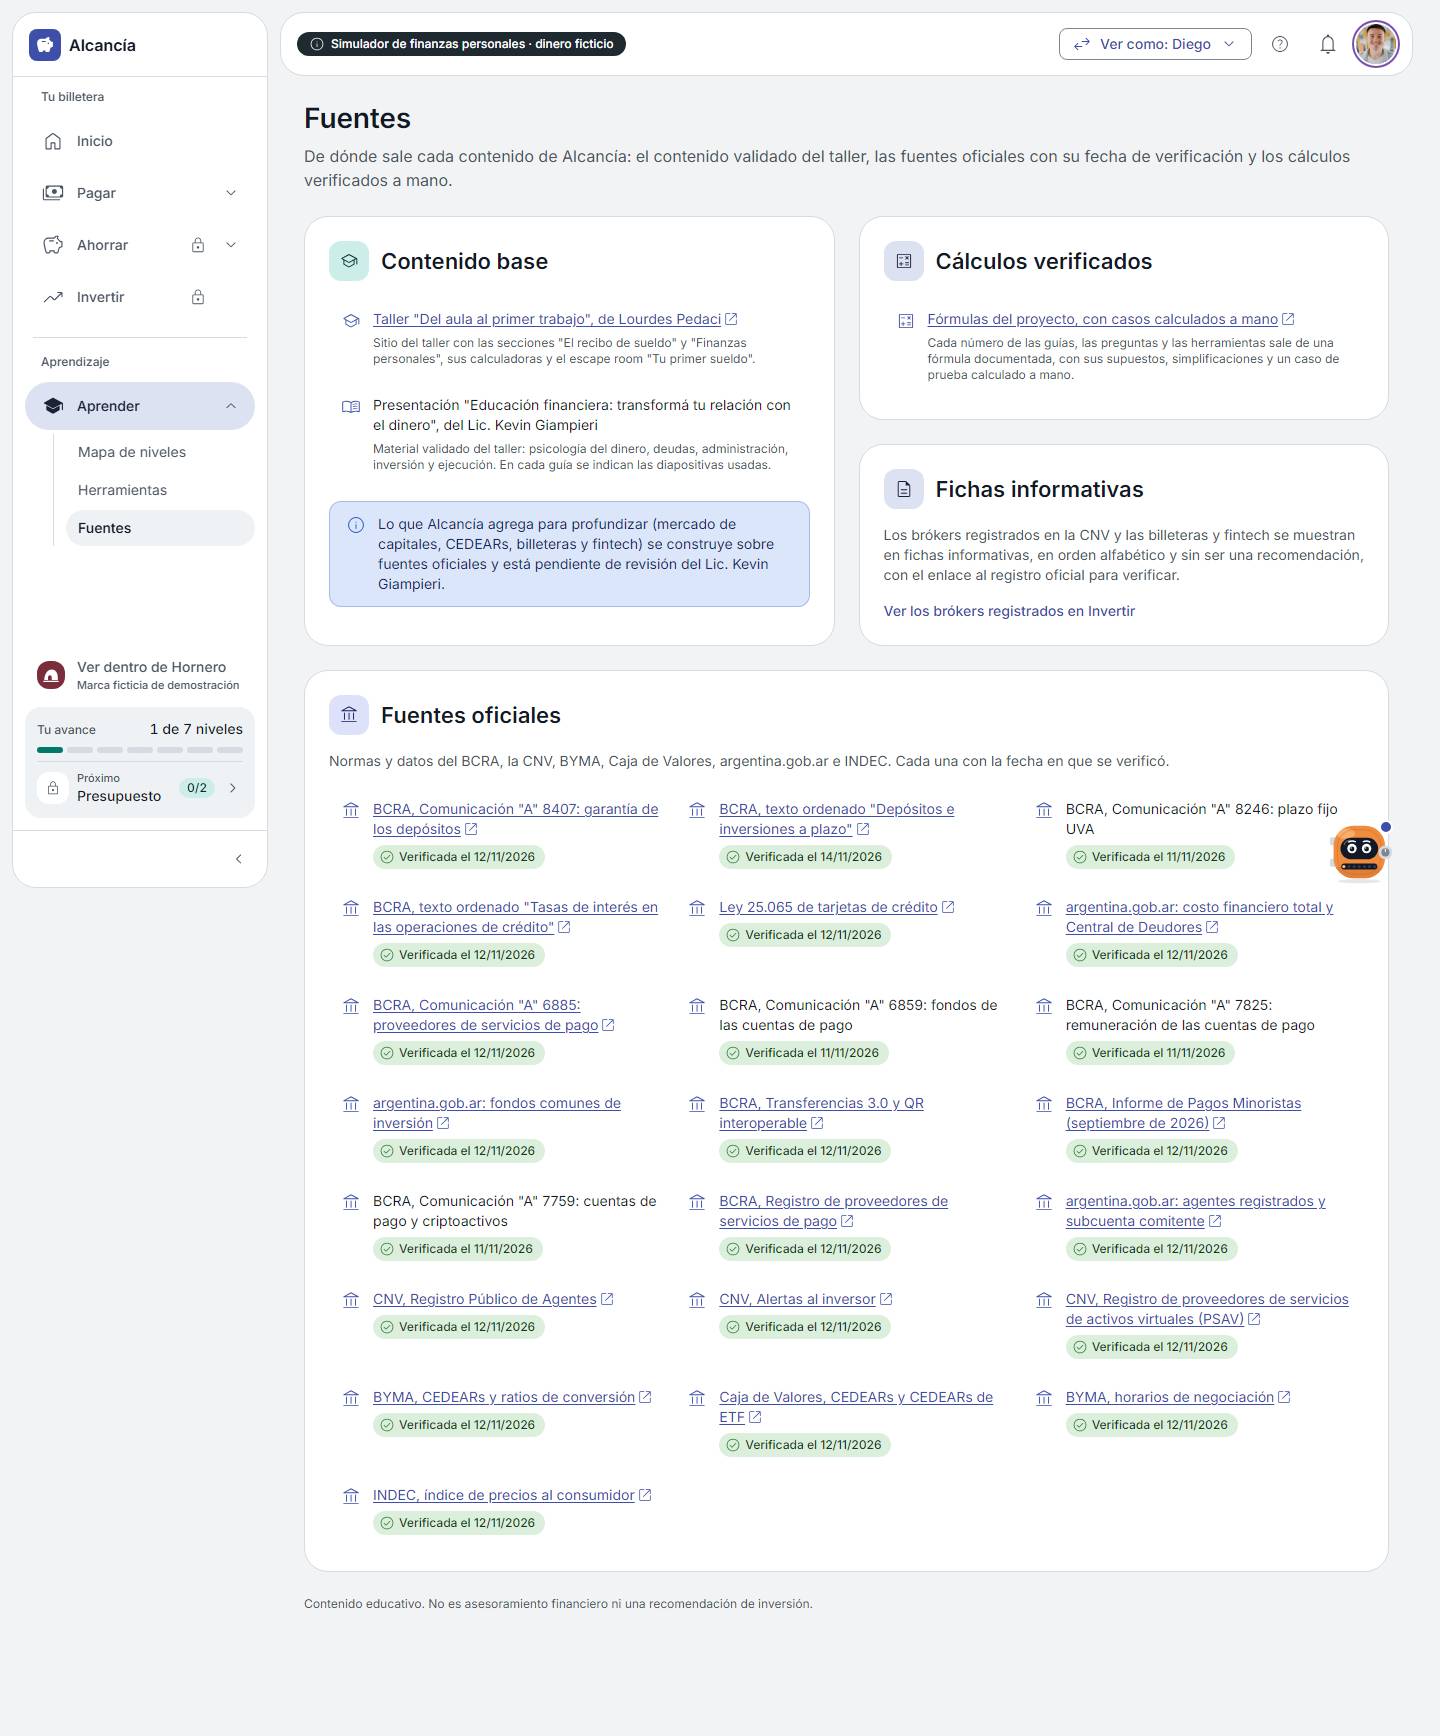 Alcancía
Tu billetera
Inicio
Pagar
Ahorrar
Invertir
Aprendizaje
Aprender
Mapa de niveles
Herramientas
Fuentes
Ver dentro de Hornero
Marca ficticia de demostración
Tu avance 1 de 7 niveles
Próximo
Presupuesto 0/2
Simulador de finanzas personales · dinero ficticio
Ver como: Diego
Fuentes
De dónde sale cada contenido de Alcancía: el contenido validado del taller, las fuentes oficiales con su fecha de verificación y los cálculos
verificados a mano.
Contenido base
Taller "Del aula al primer trabajo", de Lourdes Pedaci
Sitio del taller con las secciones "El recibo de sueldo" y "Finanzas
personales", sus calculadoras y el escape room "Tu primer sueldo".
Presentación "Educación financiera: transformá tu relación con
el dinero", del Lic. Kevin Giampieri
Material validado del taller: psicología del dinero, deudas, administración,
inversión y ejecución. En cada guía se indican las diapositivas usadas.
Lo que Alcancía agrega para profundizar (mercado de
capitales, CEDEARs, billeteras y fintech) se construye sobre
fuentes oficiales y está pendiente de revisión del Lic. Kevin
Giampieri.
Cálculos verificados
Fórmulas del proyecto, con casos calculados a mano
Cada número de las guías, las preguntas y las herramientas sale de una
fórmula documentada, con sus supuestos, simplificaciones y un caso de
prueba calculado a mano.
Fichas informativas
Los brókers registrados en la CNV y las billeteras y fintech se muestran
en fichas informativas, en orden alfabético y sin ser una recomendación,
con el enlace al registro oficial para verificar.
Ver los brókers registrados en Invertir
Fuentes oficiales
Normas y datos del BCRA, la CNV, BYMA, Caja de Valores, argentina.gob.ar e INDEC. Cada una con la fecha en que se verificó.
BCRA, Comunicación "A" 8407: garantía de
los depósitos
Verificada el 12/11/2026
BCRA, texto ordenado "Depósitos e
inversiones a plazo"
Verificada el 14/11/2026
BCRA, Comunicación "A" 8246: plazo fijo
UVA
Verificada el 11/11/2026
BCRA, texto ordenado "Tasas de interés en
las operaciones de crédito"
Verificada el 12/11/2026
Ley 25.065 de tarjetas de crédito
Verificada el 12/11/2026
argentina.gob.ar: costo financiero total y
Central de Deudores
Verificada el 12/11/2026
BCRA, Comunicación "A" 6885:
proveedores de servicios de pago
Verificada el 12/11/2026
BCRA, Comunicación "A" 6859: fondos de
las cuentas de pago
Verificada el 11/11/2026
BCRA, Comunicación "A" 7825:
remuneración de las cuentas de pago
Verificada el 11/11/2026
argentina.gob.ar: fondos comunes de
inversión
Verificada el 12/11/2026
BCRA, Transferencias 3.0 y QR
interoperable
Verificada el 12/11/2026
BCRA, Informe de Pagos Minoristas
(septiembre de 2026)
Verificada el 12/11/2026
BCRA, Comunicación "A" 7759: cuentas de
pago y criptoactivos
Verificada el 11/11/2026
BCRA, Registro de proveedores de
servicios de pago
Verificada el 12/11/2026
argentina.gob.ar: agentes registrados y
subcuenta comitente
Verificada el 12/11/2026
CNV, Registro Público de Agentes
Verificada el 12/11/2026
CNV, Alertas al inversor
Verificada el 12/11/2026
CNV, Registro de proveedores de servicios
de activos virtuales (PSAV)
Verificada el 12/11/2026
BYMA, CEDEARs y ratios de conversión
Verificada el 12/11/2026
Caja de Valores, CEDEARs y CEDEARs de
ETF
Verificada el 12/11/2026
BYMA, horarios de negociación
Verificada el 12/11/2026
INDEC, índice de precios al consumidor
Verificada el 12/11/2026
Contenido educativo. No es asesoramiento financiero ni una recomendación de inversión.